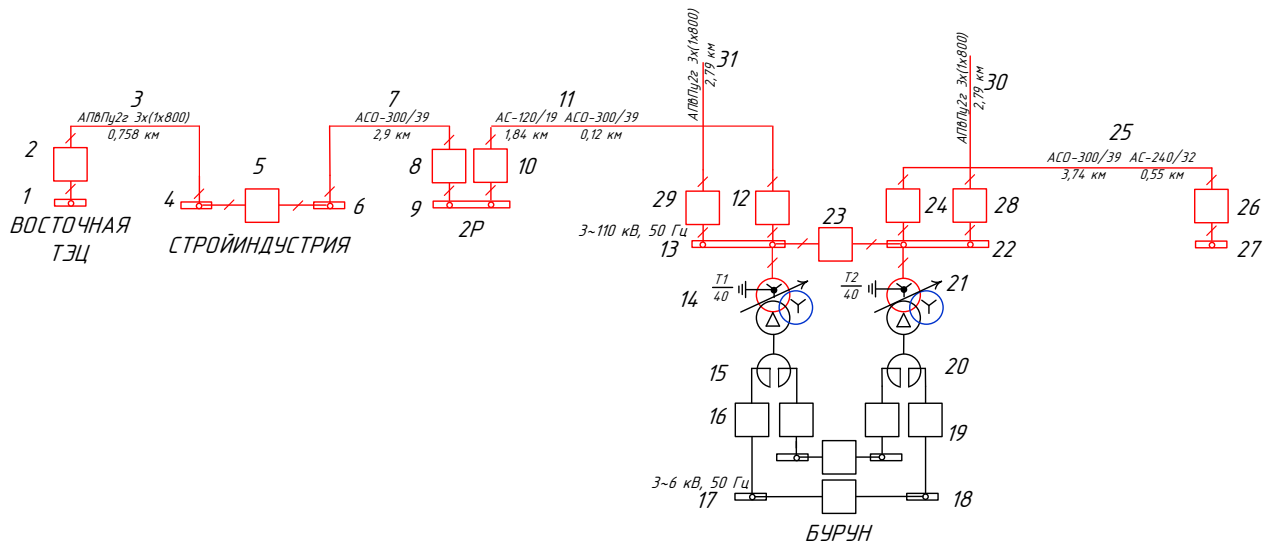 31
АПвПу2г 3х(1х800)
2,79 км
30
АПвПу2г 3х(1х800)
2,79 км
3
АПвПу2г 3х(1х800)
0,758 км
7
АСО-300/39
2,9 км
11
АС-120/19 АСО-300/39
1,84 км 0,12 км
25
АСО-300/39 АС-240/32
3,74 км 0,55 км
2
5
8
10
29
12
23
24
28
26
1
4
6
9
13
22
27
ВОСТОЧНАЯ
ТЭЦ
СТРОЙИНДУСТРИЯ
2Р
3~110 кВ, 50 Гц
14
Т1
40
Т2
40
21
15
20
16
19
3~6 кВ, 50 Гц
17
18
БУРУН